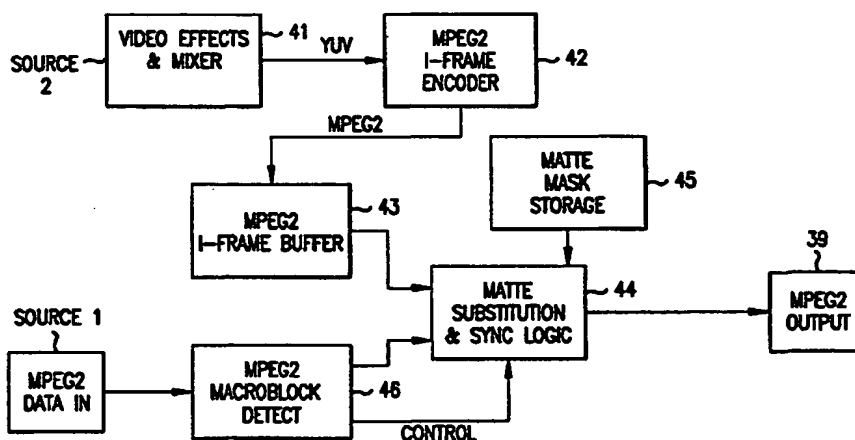 VIDEO EFFECTS
& MIXER
41
SOURCE
2
YUV
MPEG2
I-FRAME
ENCODER
42
MPEG2
MPEG2
I-FRAME BUFFER
43
MATTE
MASK
STORAGE
45
MATTE
SUBSTITUTION
& SYNC LOGIC
44
39
MPEG2
OUTPUT
SOURCE 1
MPEG2
DATA IN
MPEG2
MACROBLOCK
DETECT
46
CONTROL